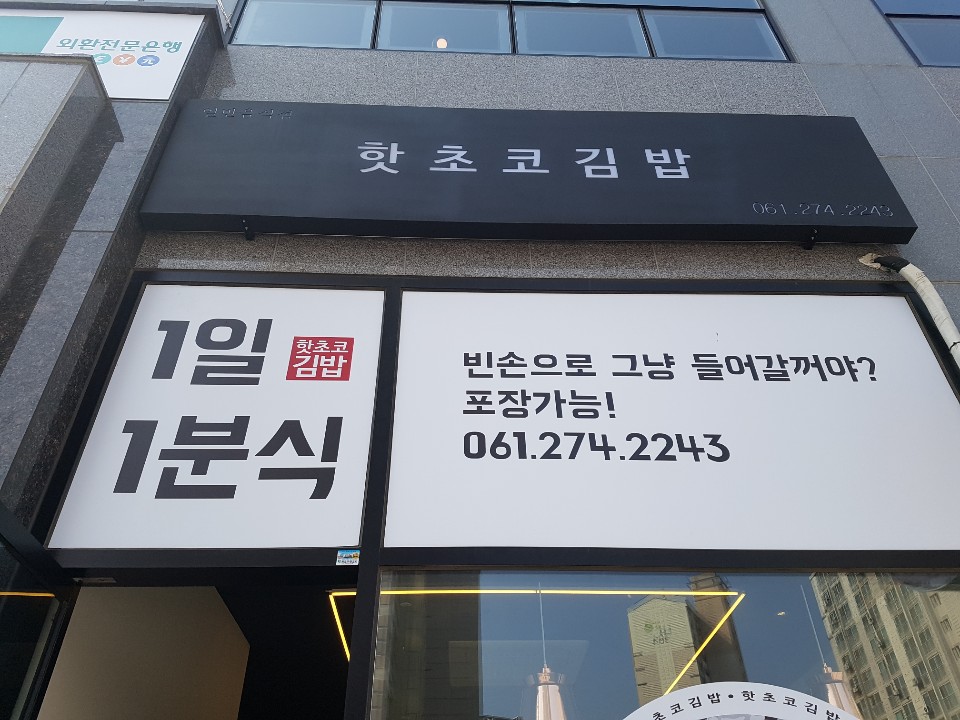 외환전문은행
핫초코김밥
061.274.2243
1일
핫초코
김밥
1분식
빈손으로 그냥 들어갈꺼야?
포장가능!
061.274.2243
초코김밥 • 핫초코김밥